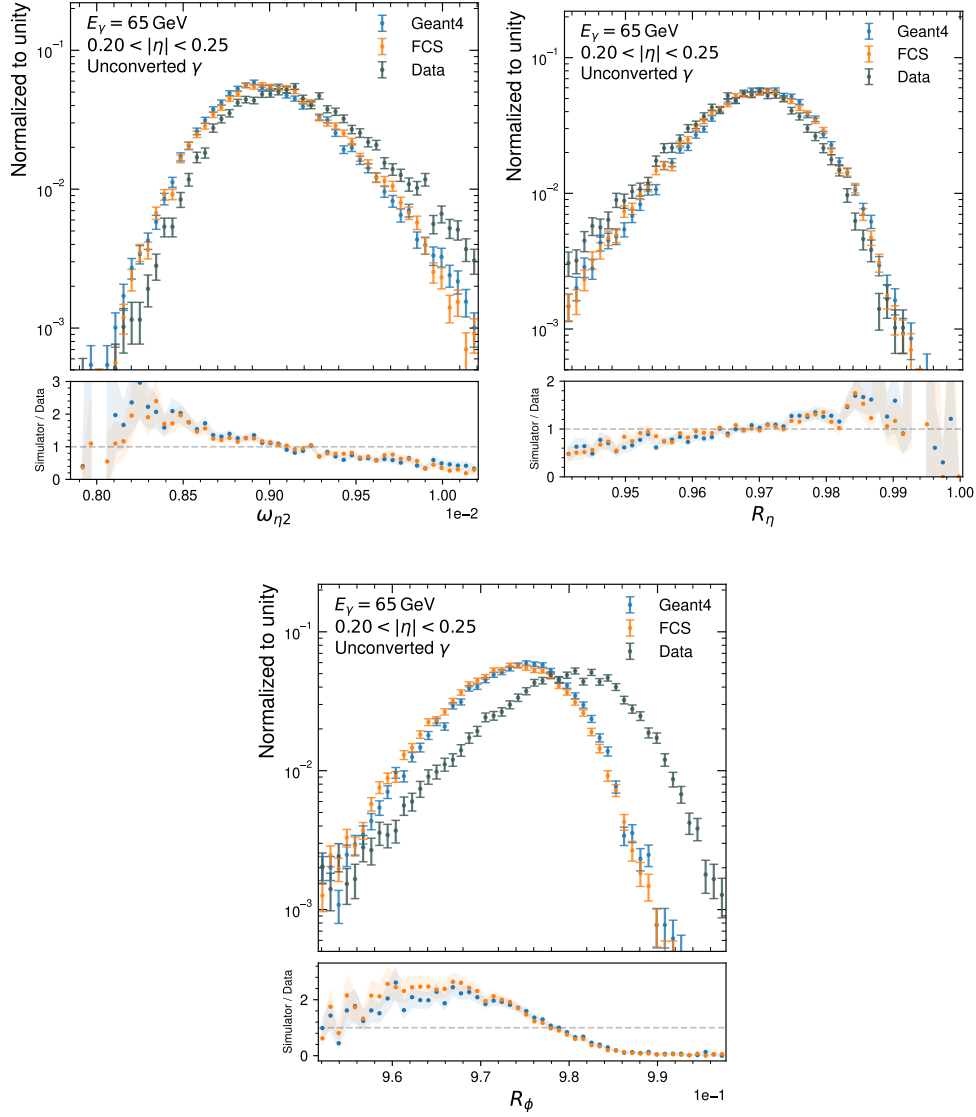 Normalized to unity
10⁻¹
10⁻²
10⁻³
E_γ = 65 GeV
0.20 < |η| < 0.25
Unconverted γ
Geant4
FCS
Data
Simulator / Data
3
2
1
0
0.80 0.85 0.90 0.95 1.00
1e−2
ω_η2
Normalized to unity
10⁻¹
10⁻²
10⁻³
E_γ = 65 GeV
0.20 < |η| < 0.25
Unconverted γ
Geant4
FCS
Data
Simulator / Data
2
1
0
0.95 0.96 0.97 0.98 0.99 1.00
R_η
Normalized to unity
10⁻¹
10⁻²
10⁻³
E_γ = 65 GeV
0.20 < |η| < 0.25
Unconverted γ
Geant4
FCS
Data
Simulator / Data
2
0
9.6 9.7 9.8 9.9
1e−1
R_ϕ